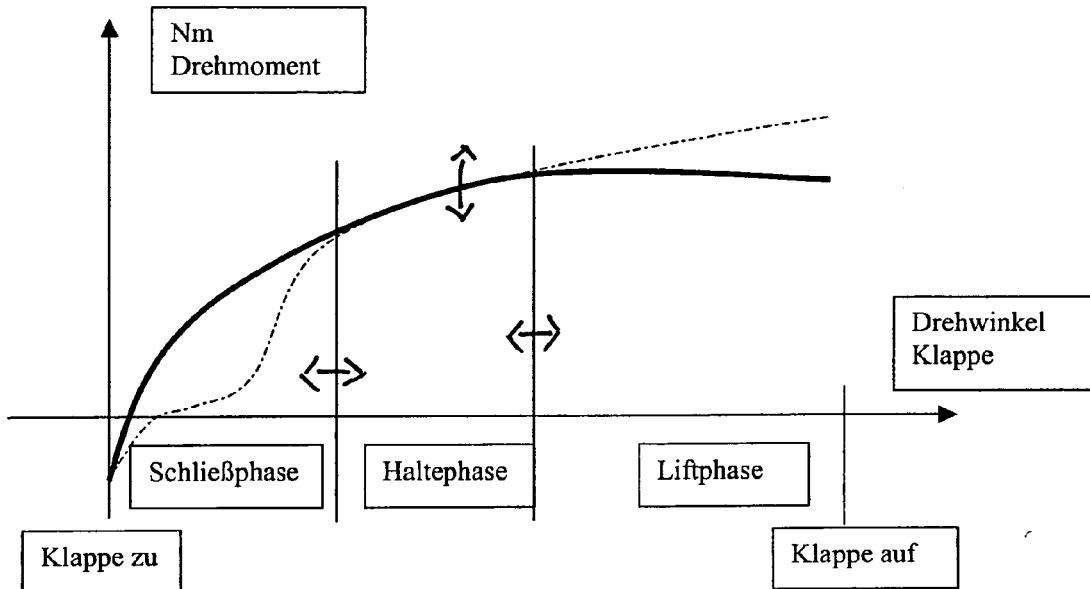 Nm
Drehmoment
Drehwinkel
Klappe
Schließphase
Haltephase
Liftphase
Klappe zu
Klappe auf